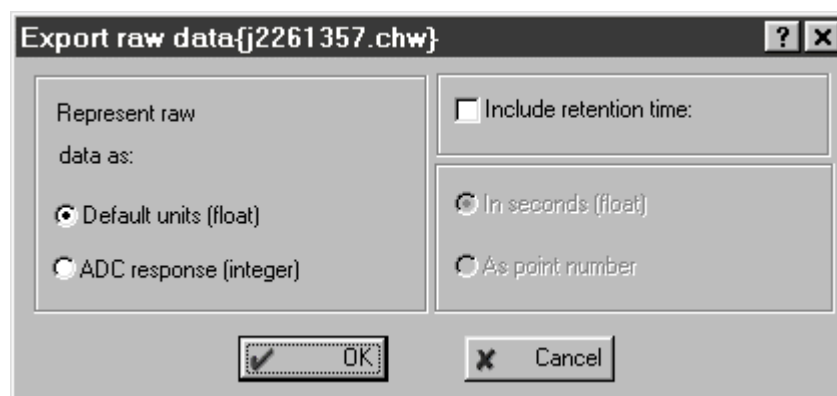 Export raw data{j2261357.chw}
Represent raw
data as:
Default units (float)
ADC response (integer)
Include retention time:
In seconds (float)
As point number
OK
Cancel